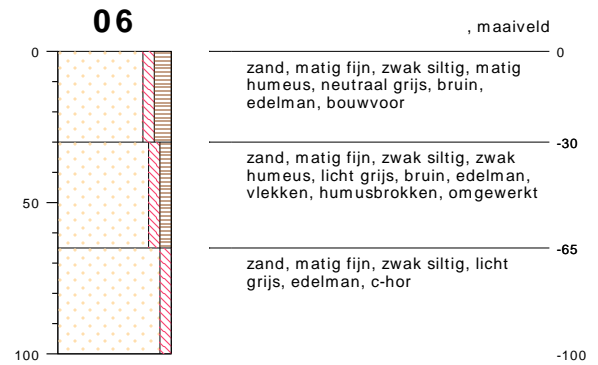 06
, maaiveld
0
0
zand, matig fijn, zwak siltig, matig
humeus, neutraal grijs, bruin,
edelman, bouwvoor
-30
zand, matig fijn, zwak siltig, zwak
humeus, licht grijs, bruin, edelman,
vlekken, humusbrokken, omgewerkt
50
-65
zand, matig fijn, zwak siltig, licht
grijs, edelman, c-hor
100
-100